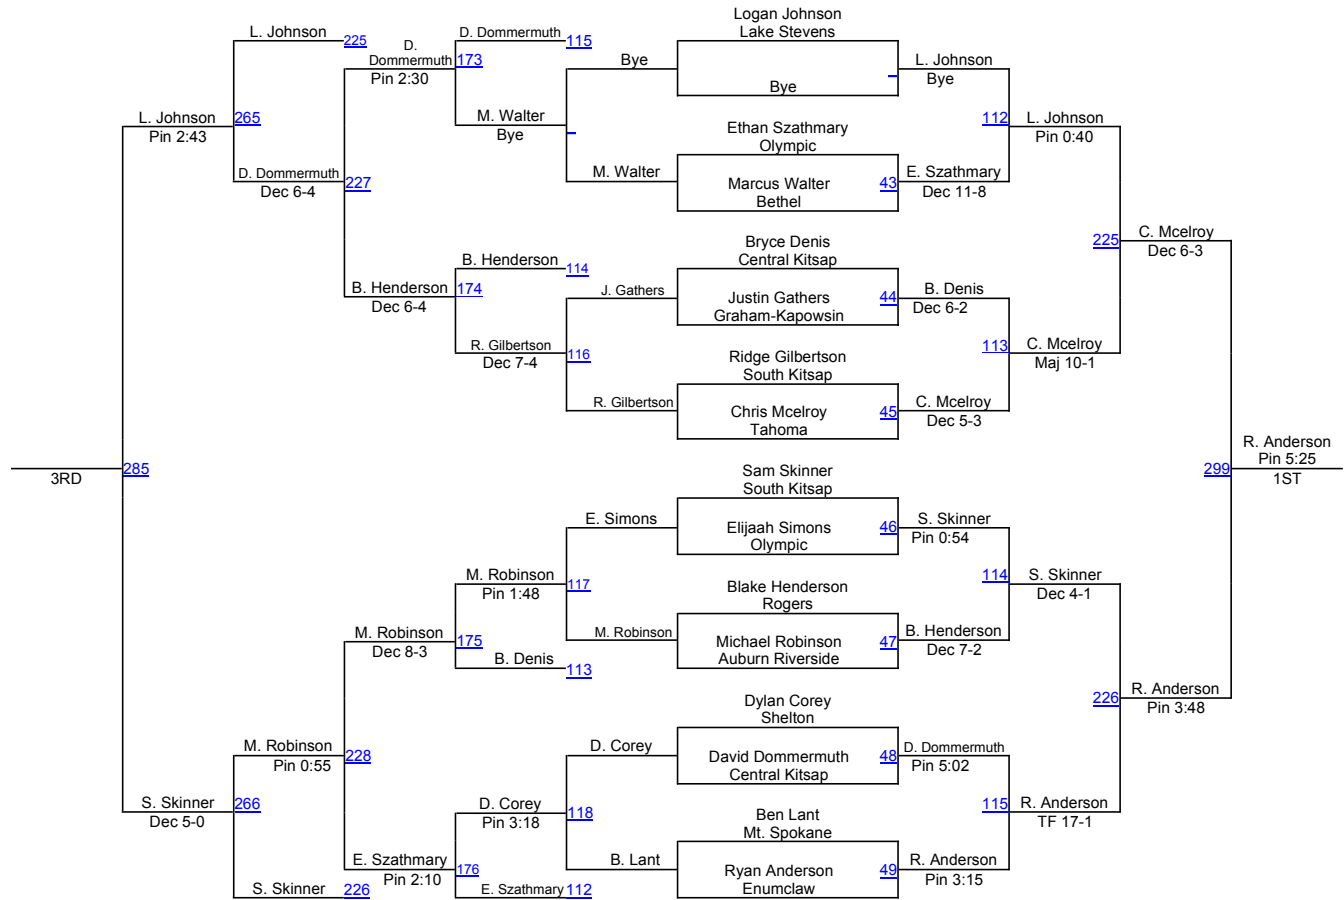 Logan Johnson
Lake Stevens
L. Johnson
225
D.
Dommermuth
173
Pin 2:30
D. Dommermuth
115
Bye
Bye
L. Johnson
Bye
L. Johnson
Pin 2:43
265
M. Walter
Bye
Ethan Szathmary
Olympic
112
L. Johnson
Pin 0:40
D. Dommermuth
Dec 6-4
227
M. Walter
Marcus Walter
Bethel
43
E. Szathmary
Dec 11-8
Bryce Denis
Central Kitsap
225
C. Mcelroy
Dec 6-3
B. Henderson
114
B. Henderson
Dec 6-4
174
J. Gathers
Justin Gathers
Graham-Kapowsin
44
B. Denis
Dec 6-2
R. Gilbertson
Dec 7-4
116
Ridge Gilbertson
South Kitsap
113
C. Mcelroy
Maj 10-1
R. Gilbertson
Chris Mcelroy
Tahoma
45
C. Mcelroy
Dec 5-3
3RD
285
Sam Skinner
South Kitsap
299
R. Anderson
Pin 5:25
1ST
E. Simons
Elijaah Simons
Olympic
46
S. Skinner
Pin 0:54
M. Robinson
Pin 1:48
117
Blake Henderson
Rogers
114
S. Skinner
Dec 4-1
M. Robinson
Dec 8-3
175
M. Robinson
Michael Robinson
Auburn Riverside
47
B. Henderson
Dec 7-2
B. Denis
113
Dylan Corey
Shelton
226
R. Anderson
Pin 3:48
M. Robinson
Pin 0:55
228
D. Corey
David Dommermuth
Central Kitsap
48
D. Dommermuth
Pin 5:02
S. Skinner
Dec 5-0
266
D. Corey
Pin 3:18
118
Ben Lant
Mt. Spokane
115
R. Anderson
TF 17-1
E. Szathmary
Pin 2:10
176
B. Lant
Ryan Anderson
Enumclaw
49
R. Anderson
Pin 3:15
S. Skinner
226
E. Szathmary
112